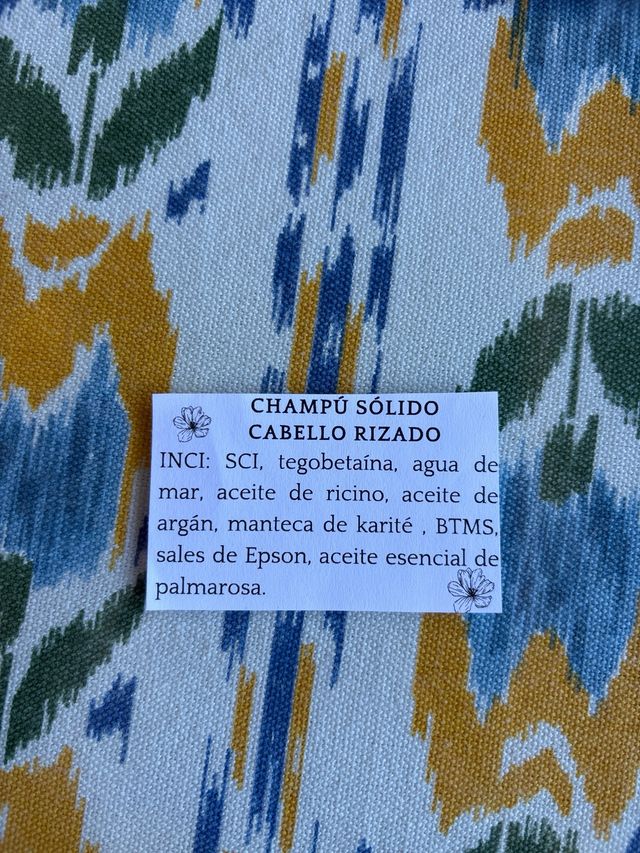 CHAMPÚ SÓLIDO
CABELLO RIZADO
INCI: SCI, tegobetaína, agua de
mar, aceite de ricino, aceite de
argán, manteca de karité , BTMS,
sales de Epson, aceite esencial de
palmarosa.